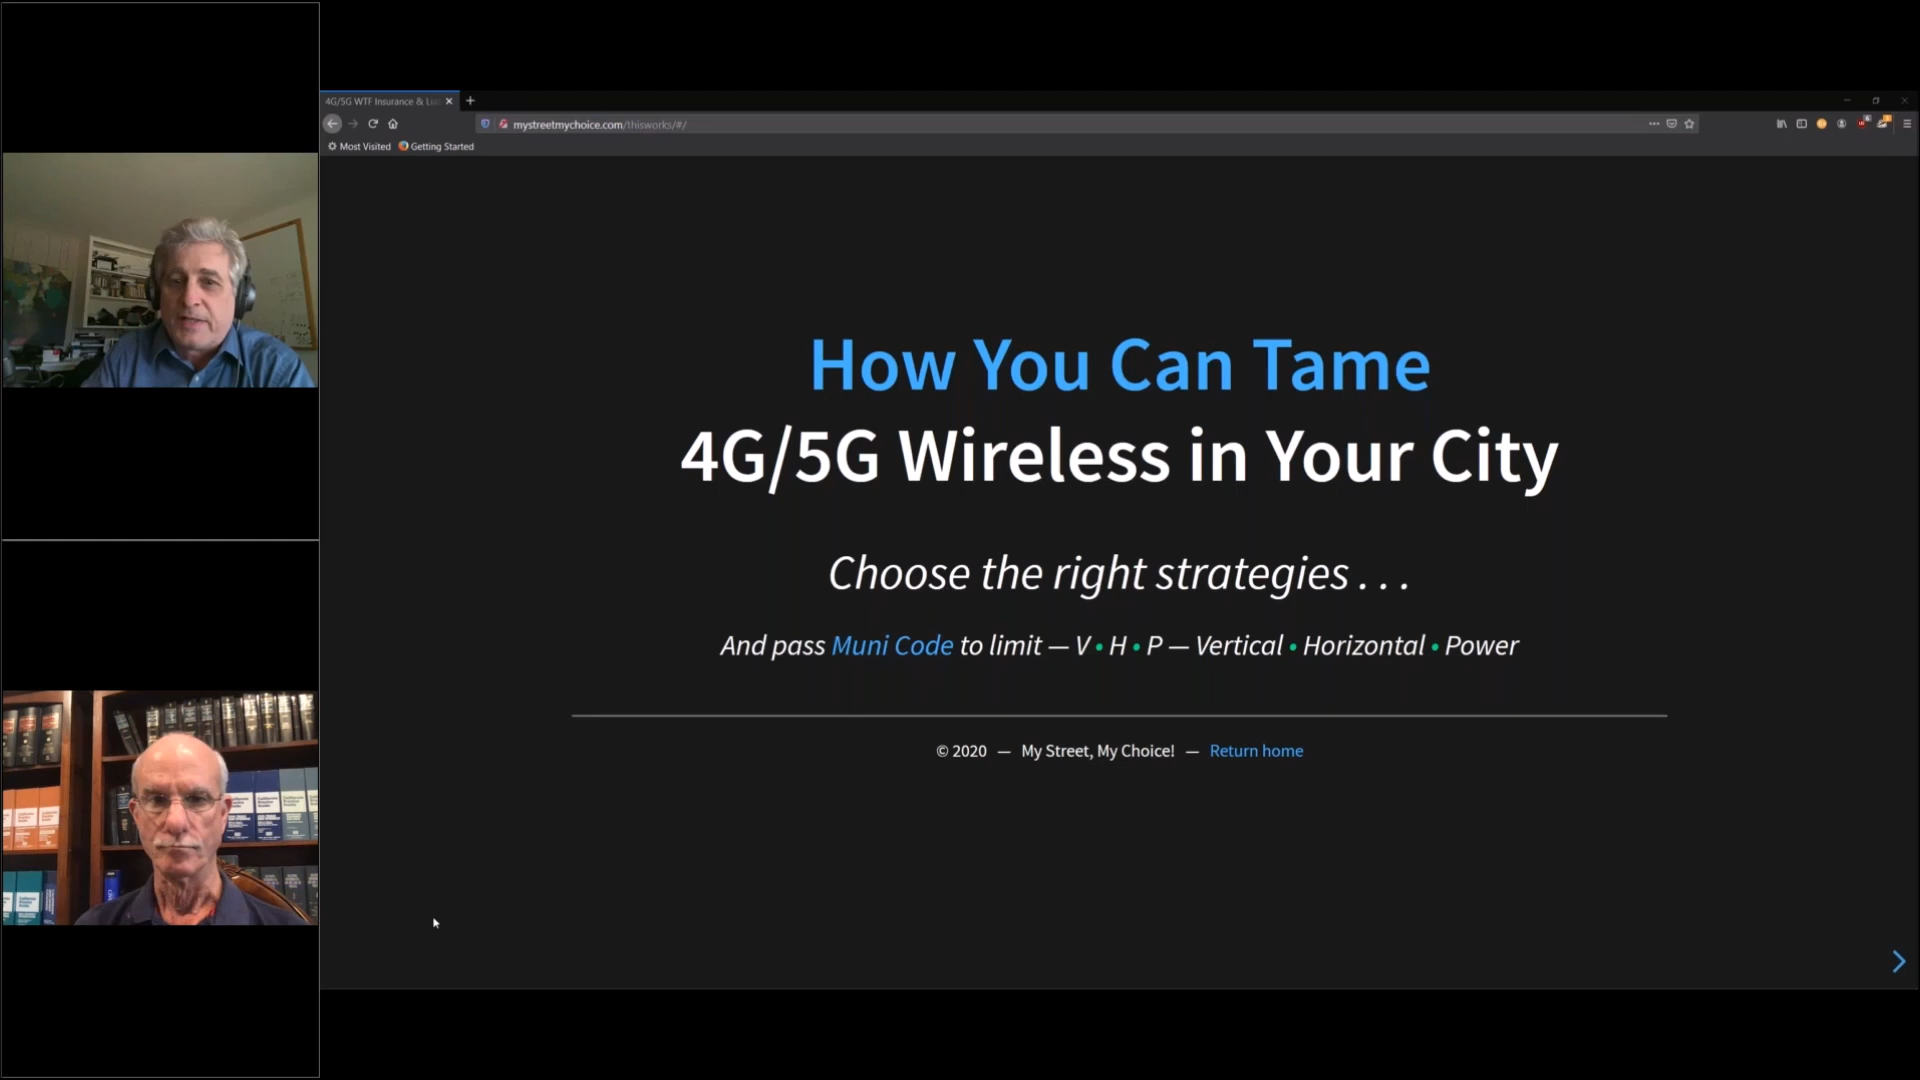 4G/5G WTF Insurance &
mystreetmychoice.com/thisworks/#/
Most Visited
Getting Started
How You Can Tame
4G/5G Wireless in Your City
Choose the right strategies . . .
And pass Muni Code to limit — V • H • P — Vertical • Horizontal • Power
© 2020 — My Street, My Choice! — Return home